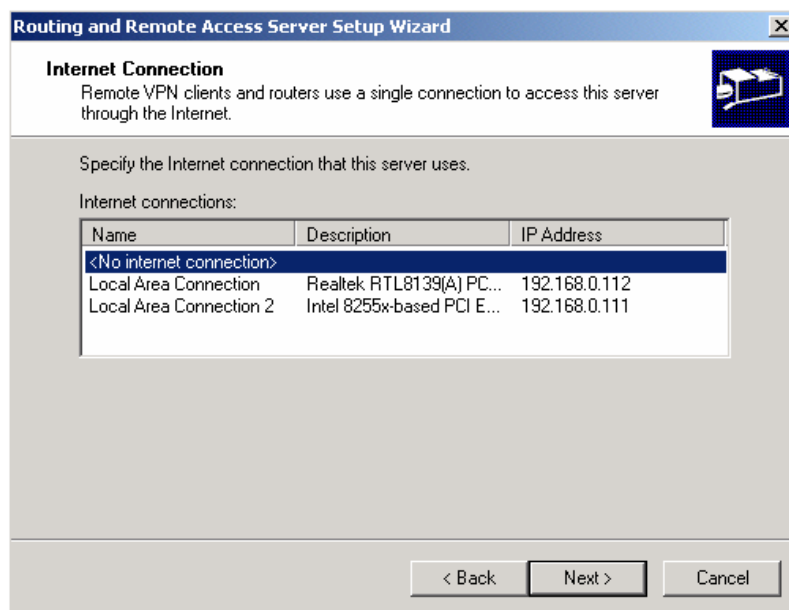 Routing and Remote Access Server Setup Wizard
Internet Connection
Remote VPN clients and routers use a single connection to access this server
through the Internet.
Specify the Internet connection that this server uses.
Internet connections:
Name Description IP Address
<No internet connection>
Local Area Connection Realtek RTL8139(A) PC... 192.168.0.112
Local Area Connection 2 Intel 8255x-based PCI E... 192.168.0.111
< Back Next > Cancel